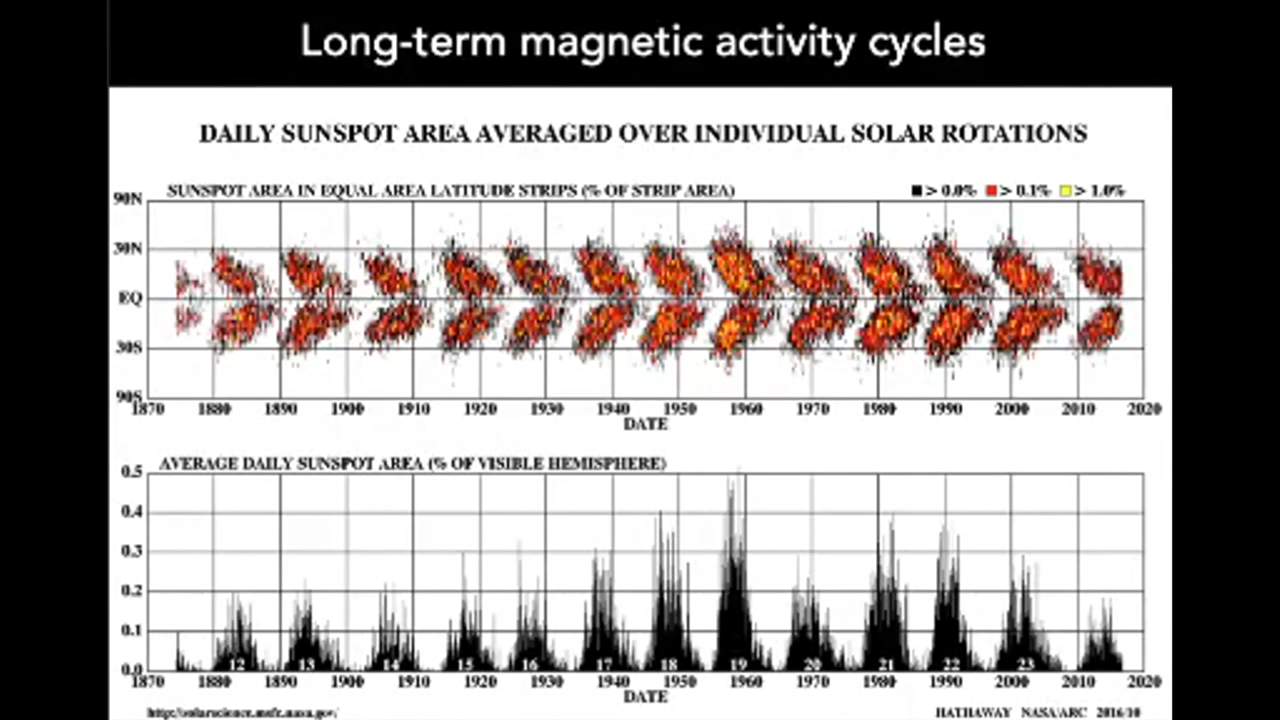 Long-term magnetic activity cycles
DAILY SUNSPOT AREA AVERAGED OVER INDIVIDUAL SOLAR ROTATIONS
SUNSPOT AREA IN EQUAL AREA LATITUDE STRIPS (% OF STRIP AREA) > 0.0% > 0.1% > 1.0%
90N
30N
EQ
30S
90S
1870 1880 1890 1900 1910 1920 1930 1940 1950 1960 1970 1980 1990 2000 2010 2020
DATE
AVERAGE DAILY SUNSPOT AREA (% OF VISIBLE HEMISPHERE)
0.5
0.4
0.3
0.2
0.1
0.0
12 13 14 15 16 17 18 19 20 21 22 23
1870 1880 1890 1900 1910 1920 1930 1940 1950 1960 1970 1980 1990 2000 2010 2020
DATE
http://solarscience.msfc.nasa.gov/ HATHAWAY NASA/ARC 2016/10